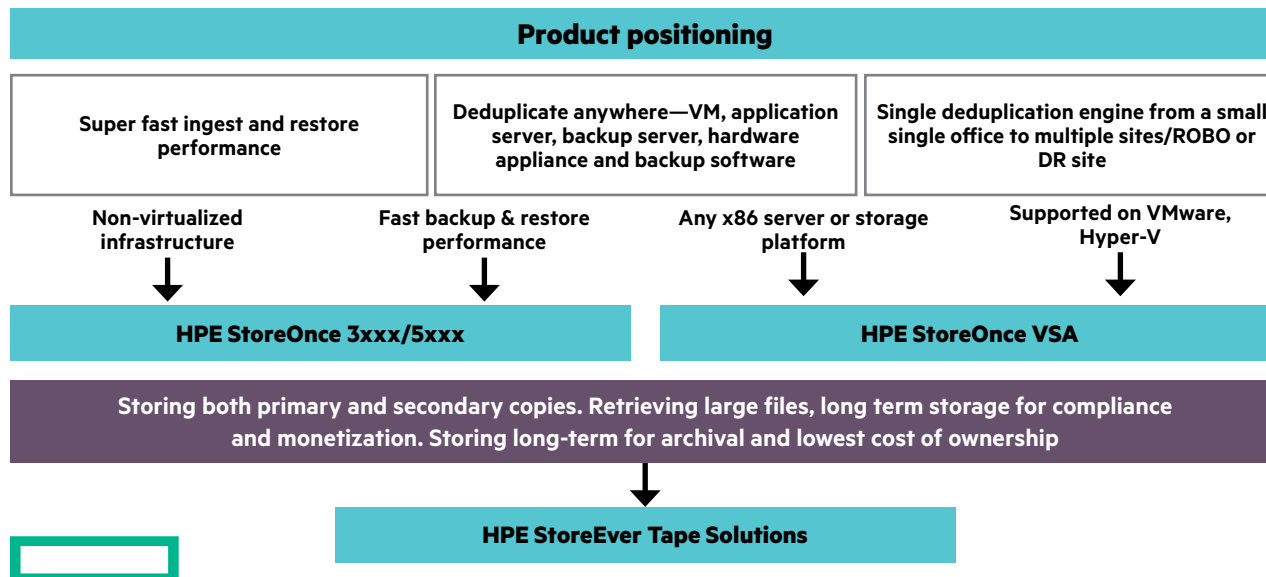 Product positioning
Super fast ingest and restore
performance
Deduplicate anywhere—VM, application
server, backup server, hardware
appliance and backup software
Single deduplication engine from a small
single office to multiple sites/ROBO or
DR site
Non-virtualized
infrastructure
Fast backup & restore
performance
Any x86 server or storage
platform
Supported on VMware,
Hyper-V
HPE StoreOnce 3xxx/5xxx
HPE StoreOnce VSA
Storing both primary and secondary copies. Retrieving large files, long term storage for compliance
and monetization. Storing long-term for archival and lowest cost of ownership
HPE StoreEver Tape Solutions